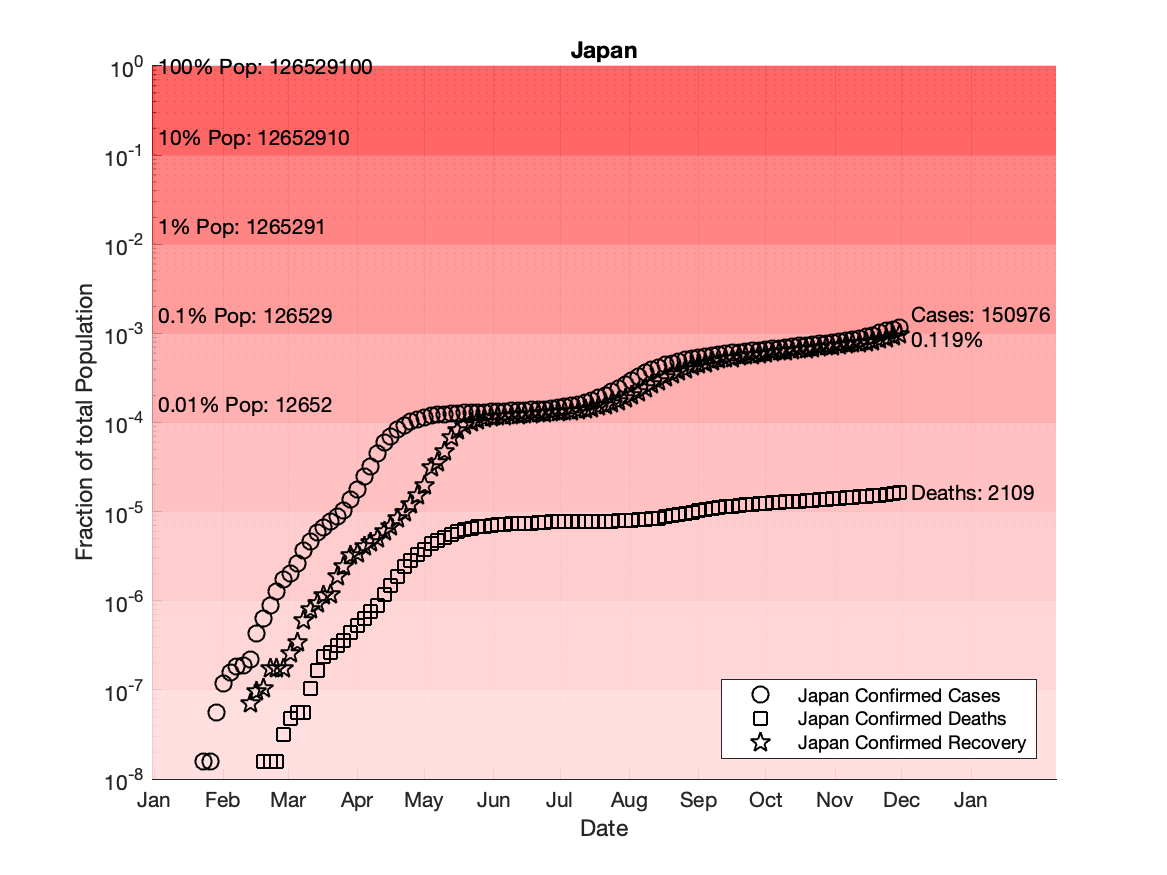 Japan
10^0
100% Pop: 126529100
10% Pop: 12652910
10^-1
1% Pop: 1265291
10^-2
0.1% Pop: 126529
Cases: 150976
10^-3
0.119%
0.01% Pop: 12652
10^-4
Deaths: 2109
10^-5
10^-6
10^-7
10^-8
Fraction of total Population
Japan Confirmed Cases
Japan Confirmed Deaths
Japan Confirmed Recovery
Jan Feb Mar Apr May Jun Jul Aug Sep Oct Nov Dec Jan
Date